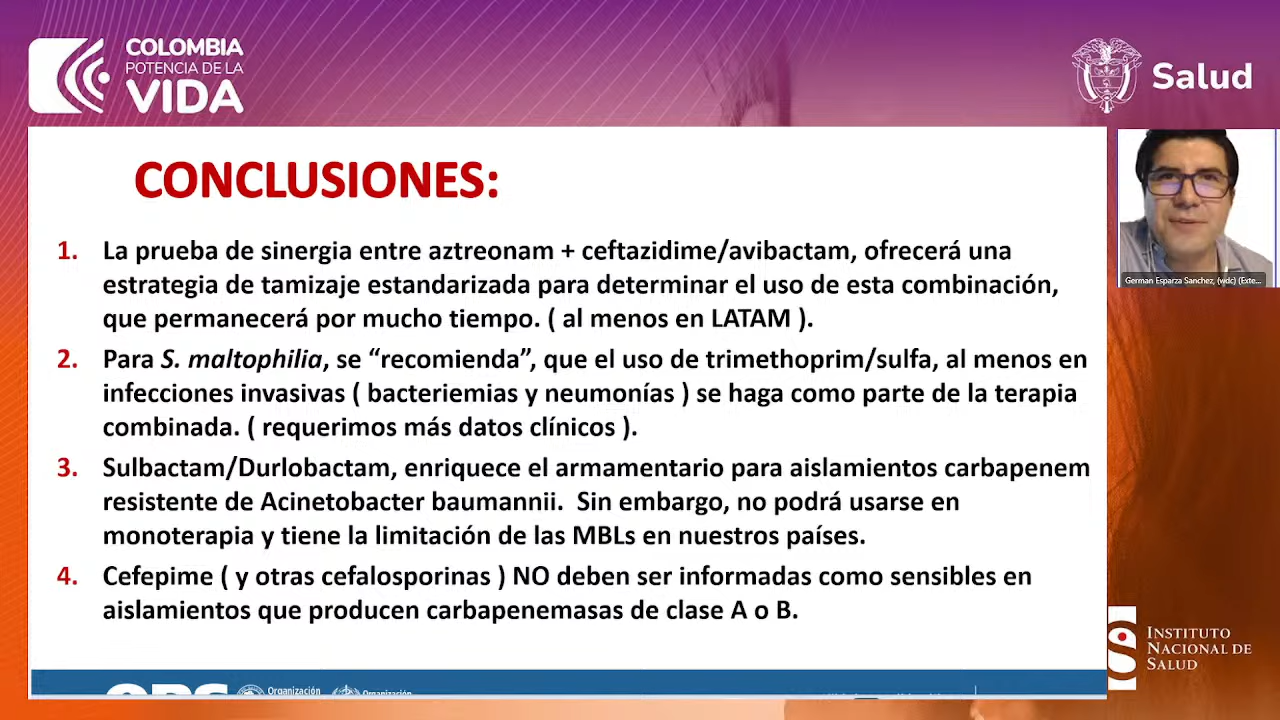 COLOMBIA
POTENCIA DE LA
VIDA
Salud
CONCLUSIONES:
1. La prueba de sinergia entre aztreonam + ceftazidime/avibactam, ofrecerá una
estrategia de tamizaje estandarizada para determinar el uso de esta combinación,
que permanecerá por mucho tiempo. ( al menos en LATAM ).
2. Para S. maltophilia, se “recomienda”, que el uso de trimethoprim/sulfa, al menos en
infecciones invasivas ( bacteriemias y neumonías ) se haga como parte de la terapia
combinada. ( requerimos más datos clínicos ).
3. Sulbactam/Durlobactam, enriquece el armamentario para aislamientos carbapenem
resistente de Acinetobacter baumannii. Sin embargo, no podrá usarse en
monoterapia y tiene la limitación de las MBLs en nuestros países.
4. Cefepime ( y otras cefalosporinas ) NO deben ser informadas como sensibles en
aislamientos que producen carbapenemasas de clase A o B.
German Esparza Sanchez, (wdc) (Exte...
INSTITUTO
NACIONAL DE
SALUD
OPS
Organización
Organización